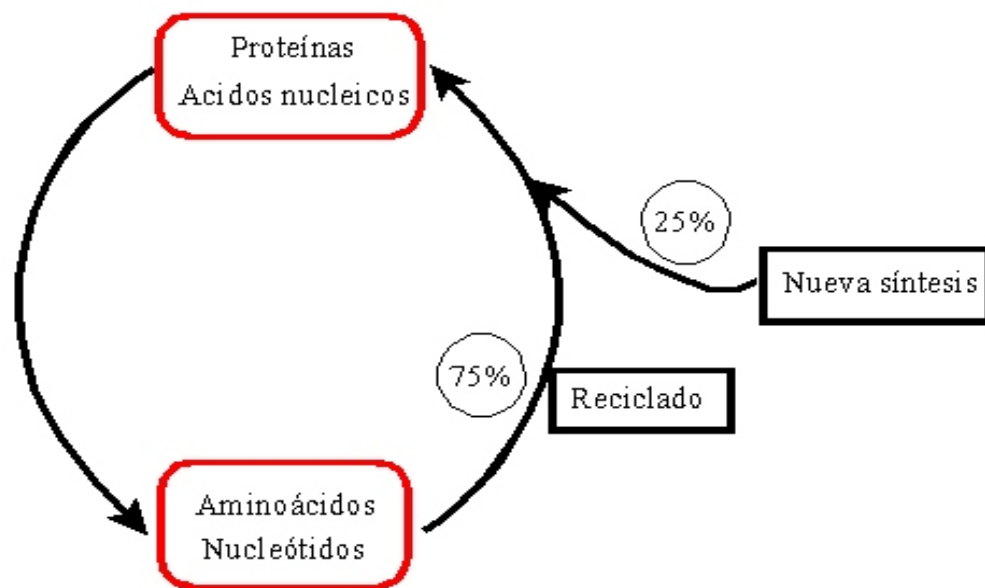 Proteínas
Acidos nucleicos
25%
Nueva síntesis
75%
Reciclado
Aminoácidos
Nucleótidos